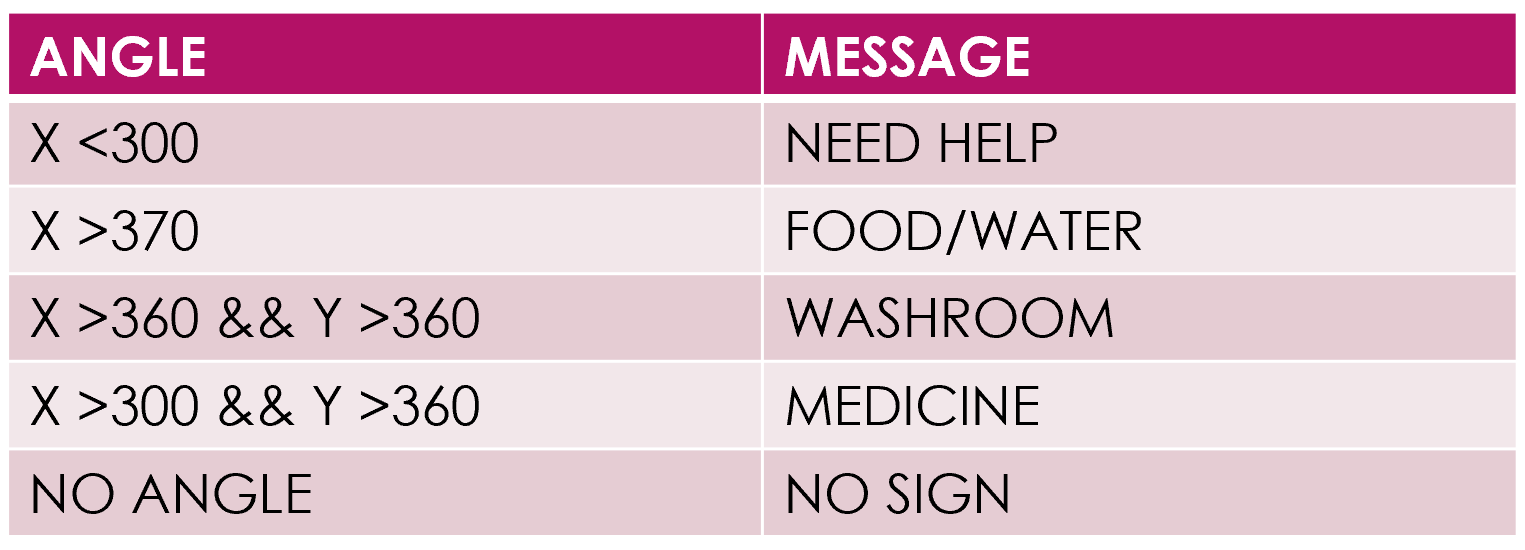 ANGLE MESSAGE
X <300 NEED HELP
X >370 FOOD/WATER
X >360 && Y >360 WASHROOM
X >300 && Y >360 MEDICINE
NO ANGLE NO SIGN